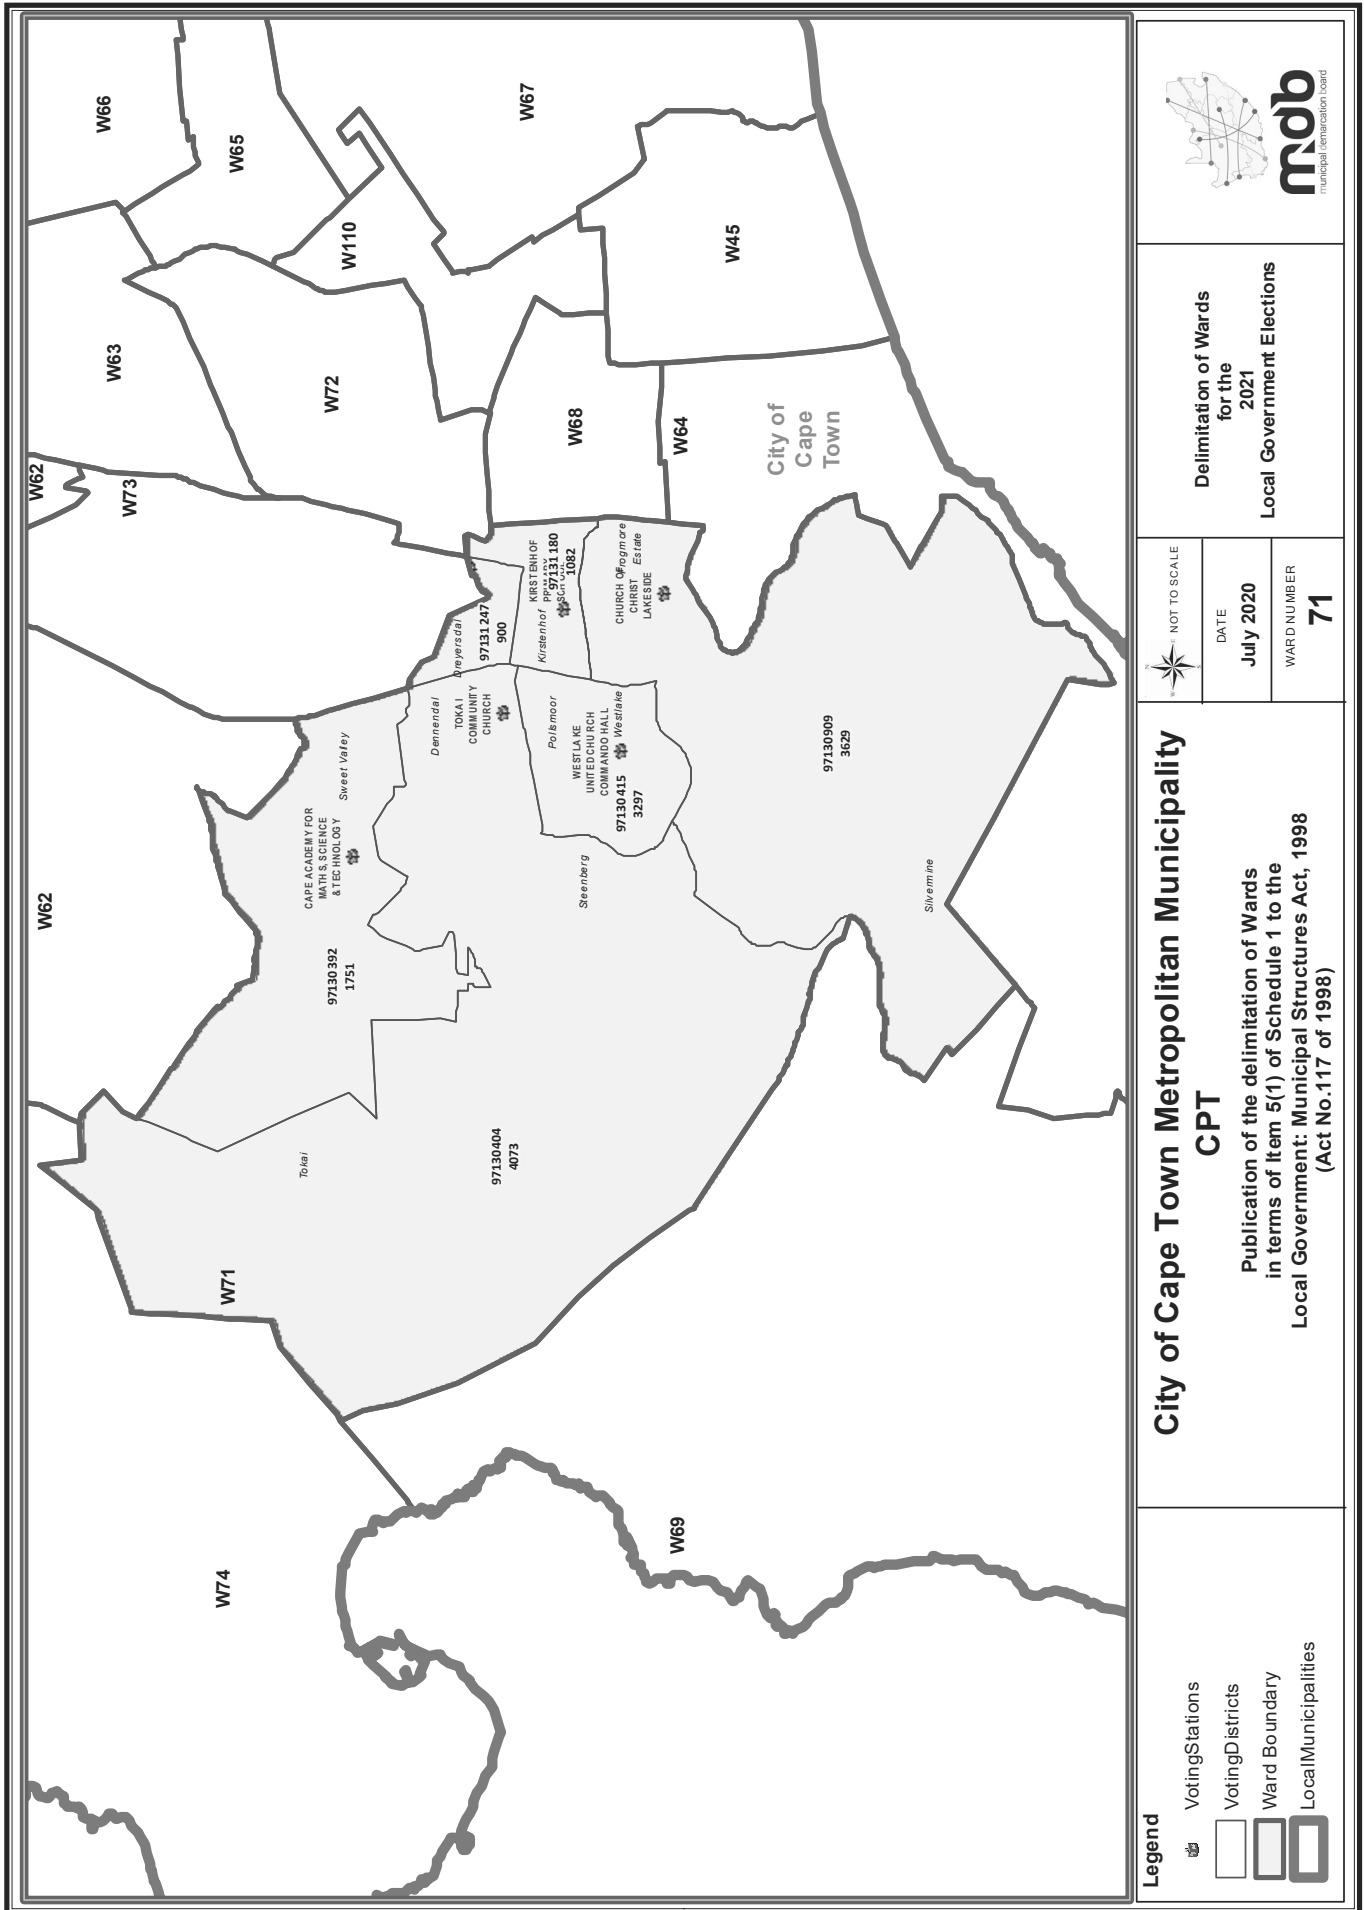 W66
W65
W67
W110
W63
W72
W45
W62
W73
W68
W64
City of
Cape
Town
W62
W71
W74
W69
CAPE ACADEMY FOR
MATHS, SCIENCE
& TECHNOLOGY
Sweet Valley
97130392
1751
Tokai
97130404
4073
Dennendal
TOKAI
COMMUNITY
CHURCH
Dreyersdal
97131247
900
KIRSTENHOF
97131180
1082
Kirstenhof
CHURCH OF
CHRIST
LAKESIDE
Frogmore
Estate
Pollsmoor
WESTLAKE
UNITED CHURCH
COMMANDO HALL
Westlake
97130415
3297
Steenberg
97130909
3629
Silvermine
mdb
municipal demarcation board
Delimitation of Wards
for the
2021
Local Government Elections
N
E
S
W
NOT TO SCALE
DATE
July 2020
WARD NUMBER
71
City of Cape Town Metropolitan Municipality
CPT
Publication of the delimitation of Wards
in terms of Item 5(1) of Schedule 1 to the
Local Government: Municipal Structures Act, 1998
(Act No.117 of 1998)
Legend
VotingStations
VotingDistricts
Ward Boundary
LocalMunicipalities